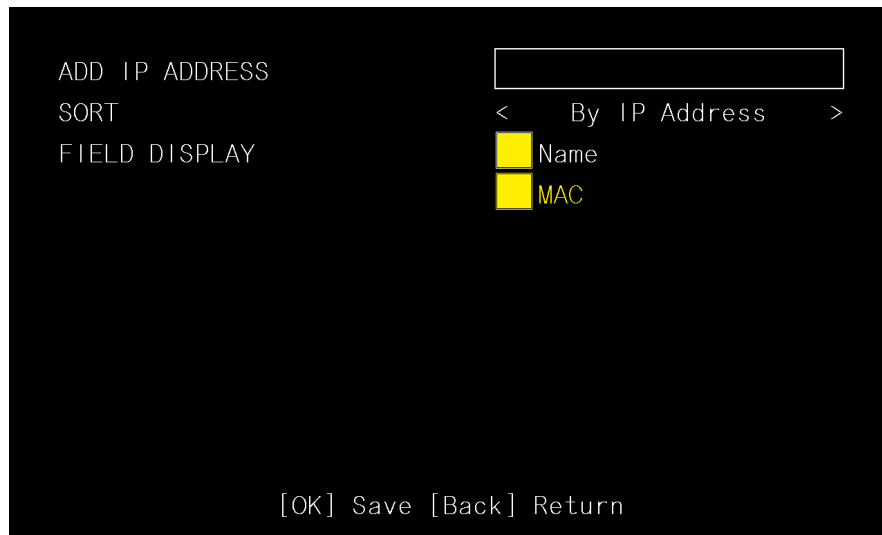 ADD IP ADDRESS
SORT < By IP Address >
FIELD DISPLAY Name
MAC
[OK] Save [Back] Return